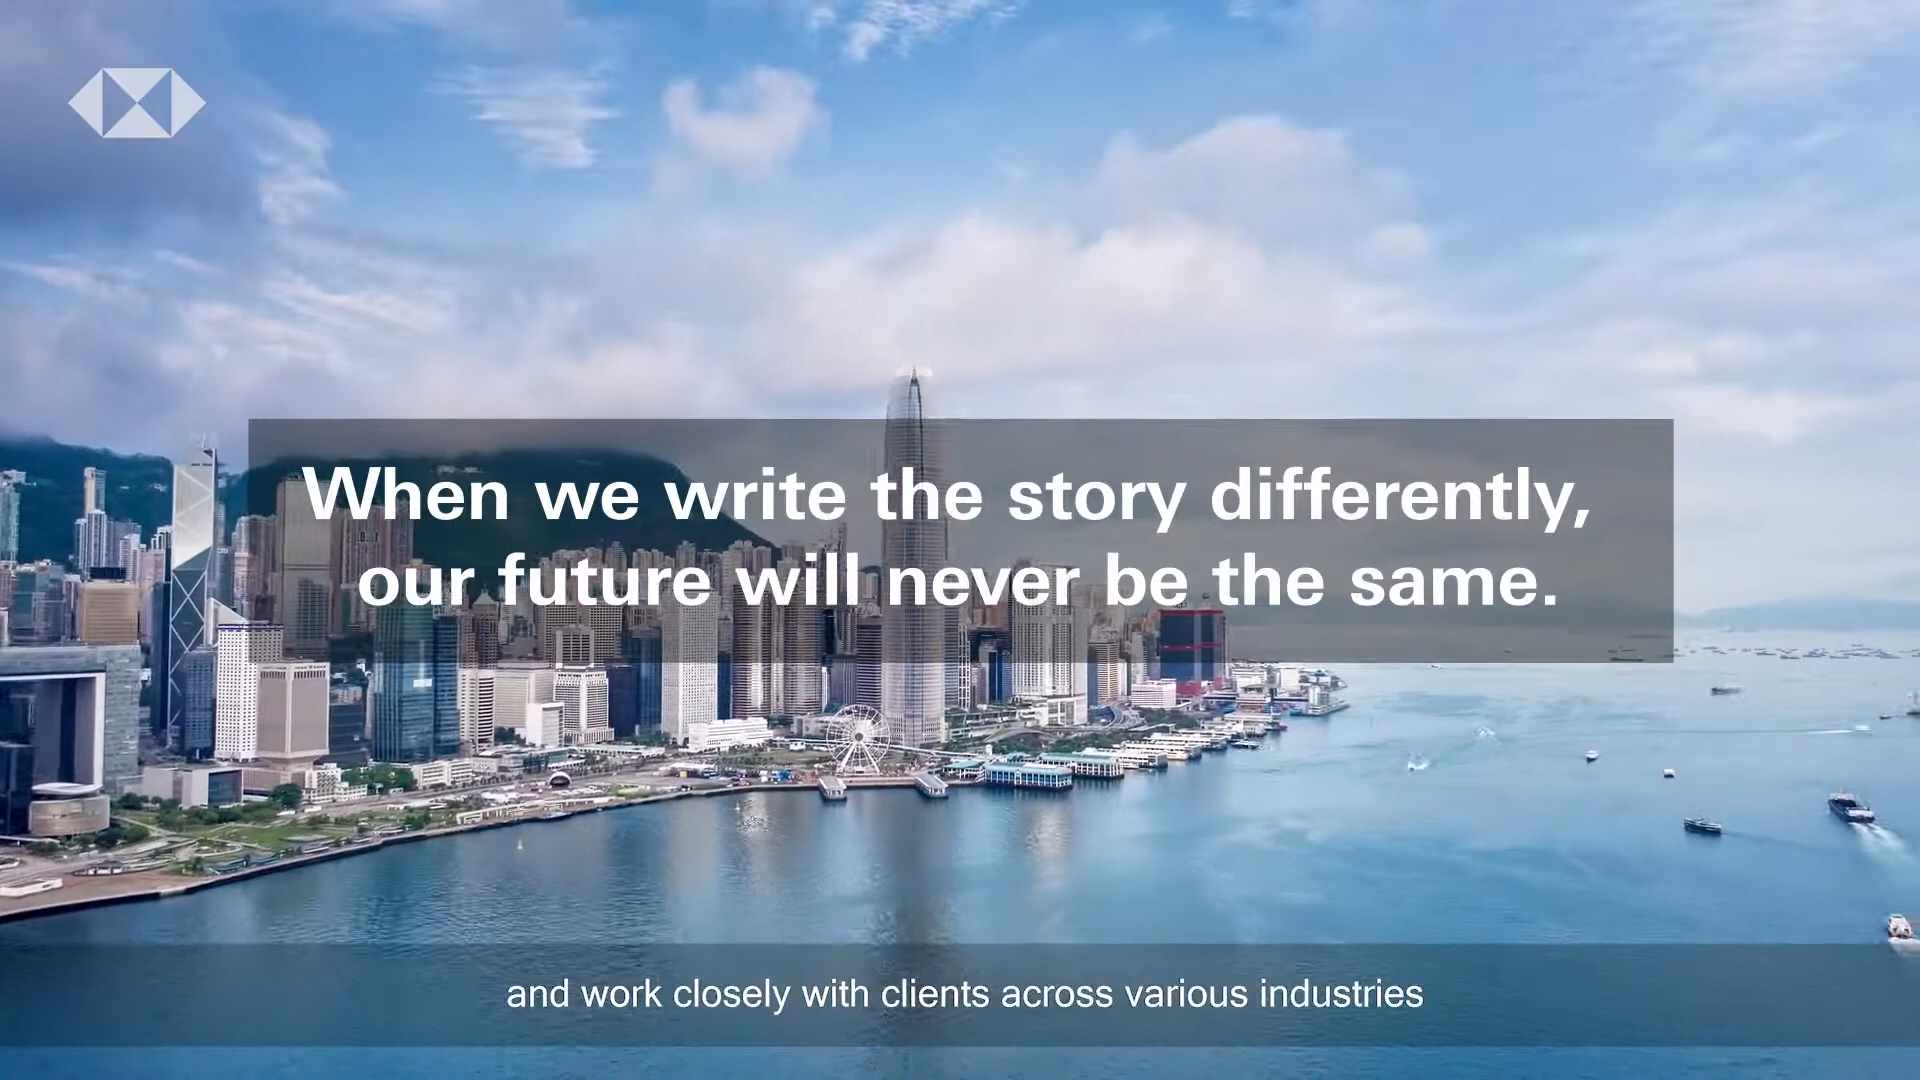 When we write the story differently,
our future will never be the same.
and work closely with clients across various industries